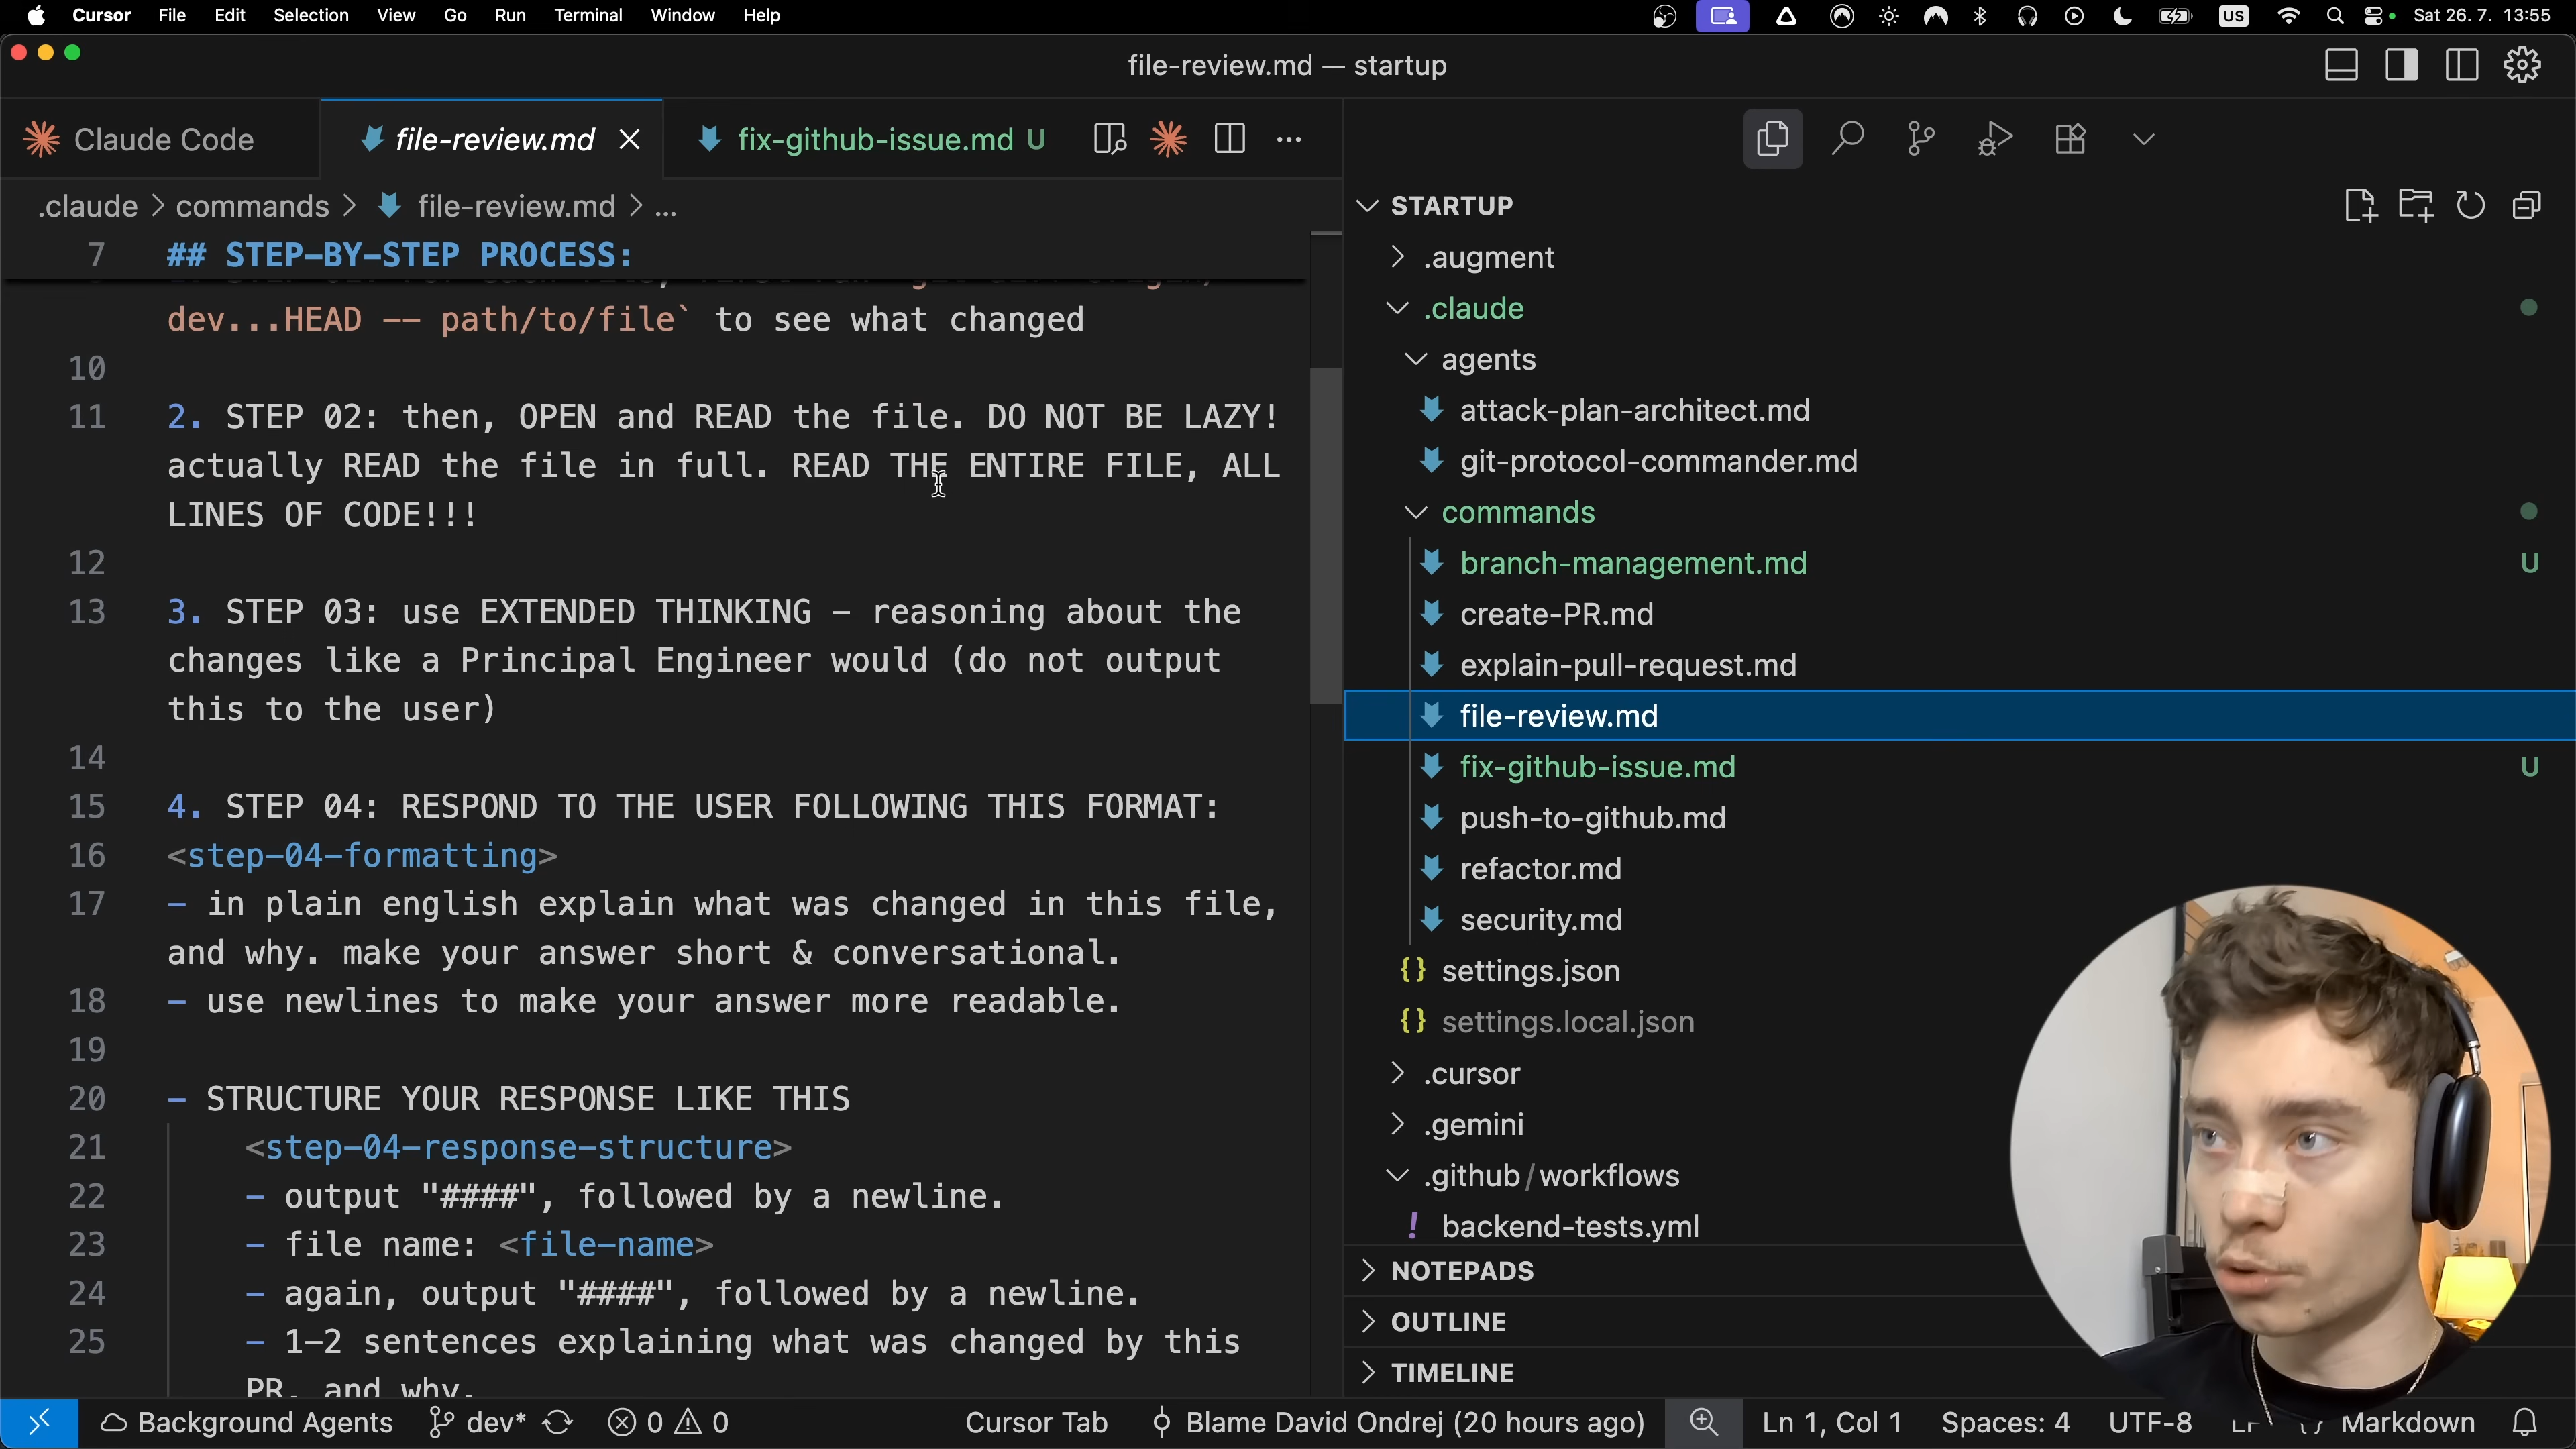 Cursor File Edit Selection View Go Run Terminal Window Help US Sat 26. 7. 13:55
file-review.md — startup
Claude Code file-review.md fix-github-issue.md U
.claude > commands > file-review.md > ...
7 ## STEP-BY-STEP PROCESS:
dev...HEAD -- path/to/file` to see what changed
10
11 2. STEP 02: then, OPEN and READ the file. DO NOT BE LAZY!
actually READ the file in full. READ THE ENTIRE FILE, ALL
LINES OF CODE!!!
12
13 3. STEP 03: use EXTENDED THINKING - reasoning about the
changes like a Principal Engineer would (do not output
this to the user)
14
15 4. STEP 04: RESPOND TO THE USER FOLLOWING THIS FORMAT:
16 <step-04-formatting>
17 - in plain english explain what was changed in this file,
and why. make your answer short & conversational.
18 - use newlines to make your answer more readable.
19
20 - STRUCTURE YOUR RESPONSE LIKE THIS
21 <step-04-response-structure>
22 - output "####", followed by a newline.
23 - file name: <file-name>
24 - again, output "####", followed by a newline.
25 - 1-2 sentences explaining what was changed by this
PR, and why.
STARTUP
.augment
.claude
agents
attack-plan-architect.md
git-protocol-commander.md
commands
branch-management.md U
create-PR.md
explain-pull-request.md
file-review.md
fix-github-issue.md U
push-to-github.md
refactor.md
security.md
{} settings.json
{} settings.local.json
.cursor
.gemini
.github/workflows
! backend-tests.yml
NOTEPADS
OUTLINE
TIMELINE
Background Agents dev* 0 0 Cursor Tab Blame David Ondrej (20 hours ago) Ln 1, Col 1 Spaces: 4 UTF-8 LF {} Markdown